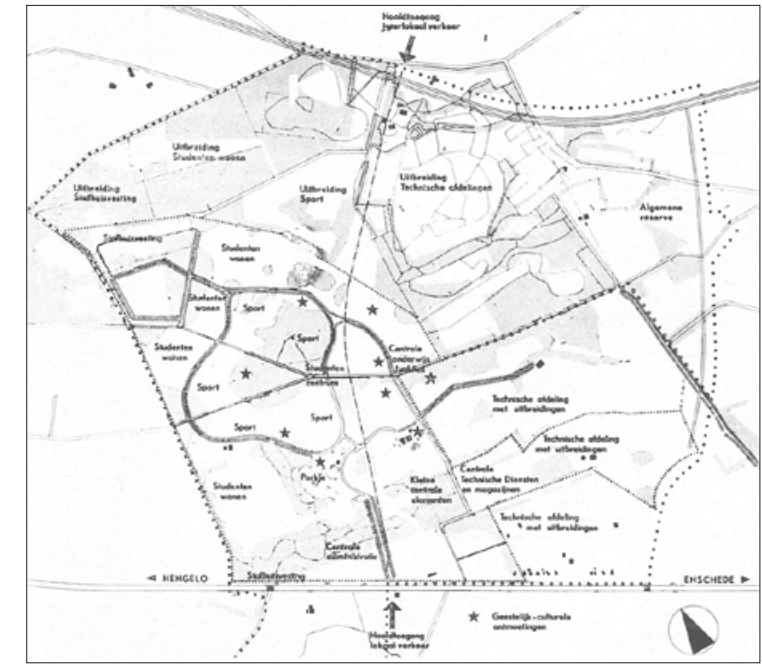 Hoofdtoegang
Interlokaal verkeer
Uitbreiding
Studenten wonen
Uitbreiding
Stafhuisvesting
Uitbreiding
Sport
Uitbreiding
Technische afdelingen
Algemene
reserve
Stafhuisvesting
Studenten
wonen
Studenten
wonen
Sport
Studenten
wonen
Sport
Centrale
onderwijs
Studenten
centrum
Sport
Sport
Sport
Technische afdeling
met uitbreidingen
Technische afdeling
met uitbreidingen
Studenten
wonen
Parkje
Kleine
centrale
elementen
Centrale
Technische Diensten
en magazijnen
Technische afdeling
met uitbreidingen
Centrale
administratie
HENGELO
Stafhuisvesting
ENSCHEDE
Geestelijk-culturele
ontmoetingen
Hoofdtoegang
lokaal verkeer